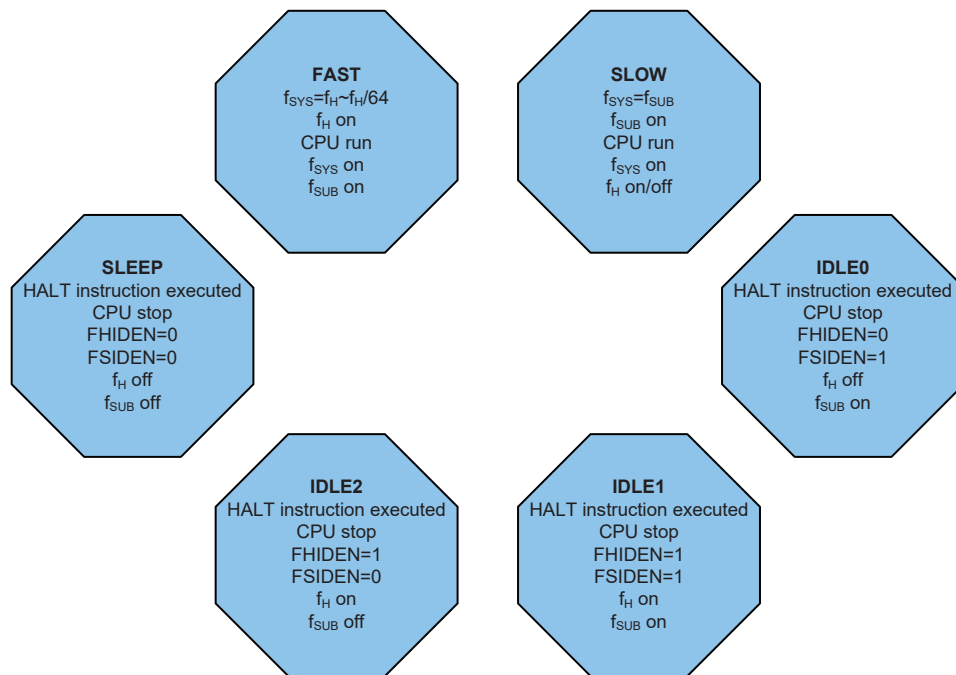 FAST
fSYS=fH~fH/64
fH on
CPU run
fSYS on
fSUB on
SLOW
fSYS=fSUB
fSUB on
CPU run
fSYS on
fH on/off
SLEEP
HALT instruction executed
CPU stop
FHIDEN=0
FSIDEN=0
fH off
fSUB off
IDLE0
HALT instruction executed
CPU stop
FHIDEN=0
FSIDEN=1
fH off
fSUB on
IDLE2
HALT instruction executed
CPU stop
FHIDEN=1
FSIDEN=0
fH on
fSUB off
IDLE1
HALT instruction executed
CPU stop
FHIDEN=1
FSIDEN=1
fH on
fSUB on